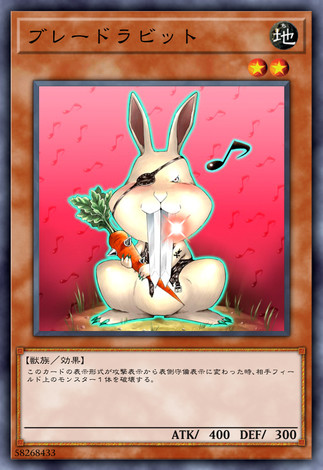 ブレードラビット
地
【獣族／効果】
このカードの表示形式が攻撃表示から表側守備表示に変わった時、相手フィー
ルド上のモンスター１体を破壊する。
ATK/ 400 DEF/ 300
58268433